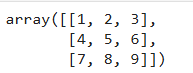 array([[1, 2, 3],
       [4, 5, 6],
       [7, 8, 9]])